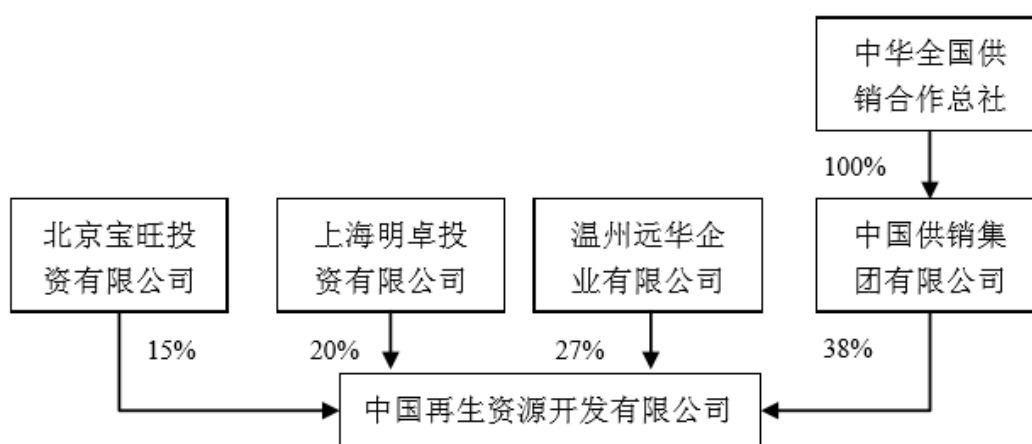 中华全国供
销合作总社
100%
北京宝旺投
资有限公司
上海明卓投
资有限公司
温州远华企
业有限公司
中国供销集
团有限公司
15%
20%
27%
38%
中国再生资源开发有限公司